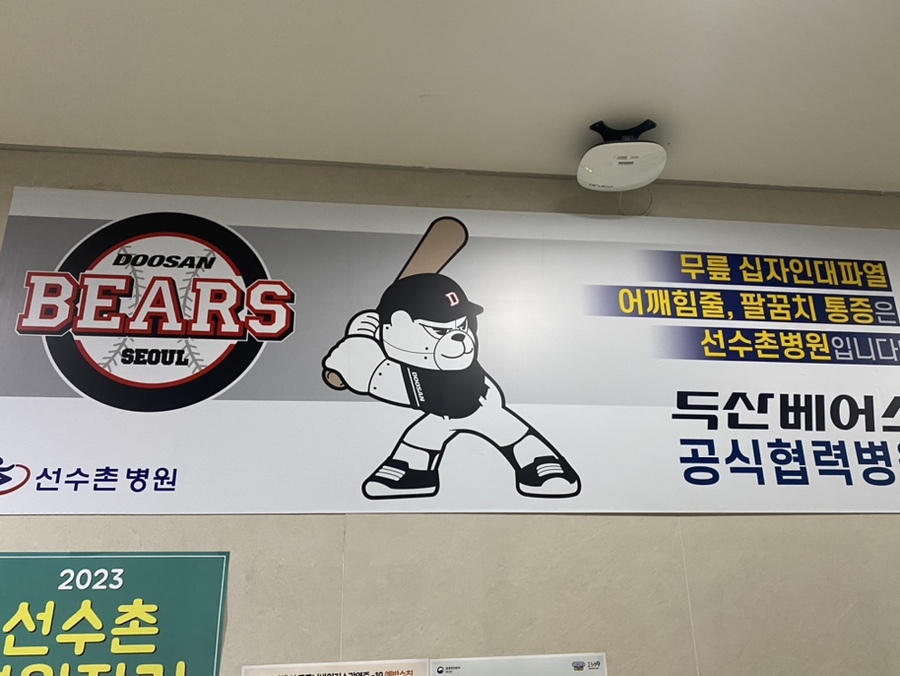 DOOSAN
BEARS
SEOUL
선수촌병원
D
DOOSAN
무릎 십자인대파열
어깨힘줄, 팔꿈치 통증은
선수촌병원입니다
두산베어스
공식협력병원
2023
선수촌